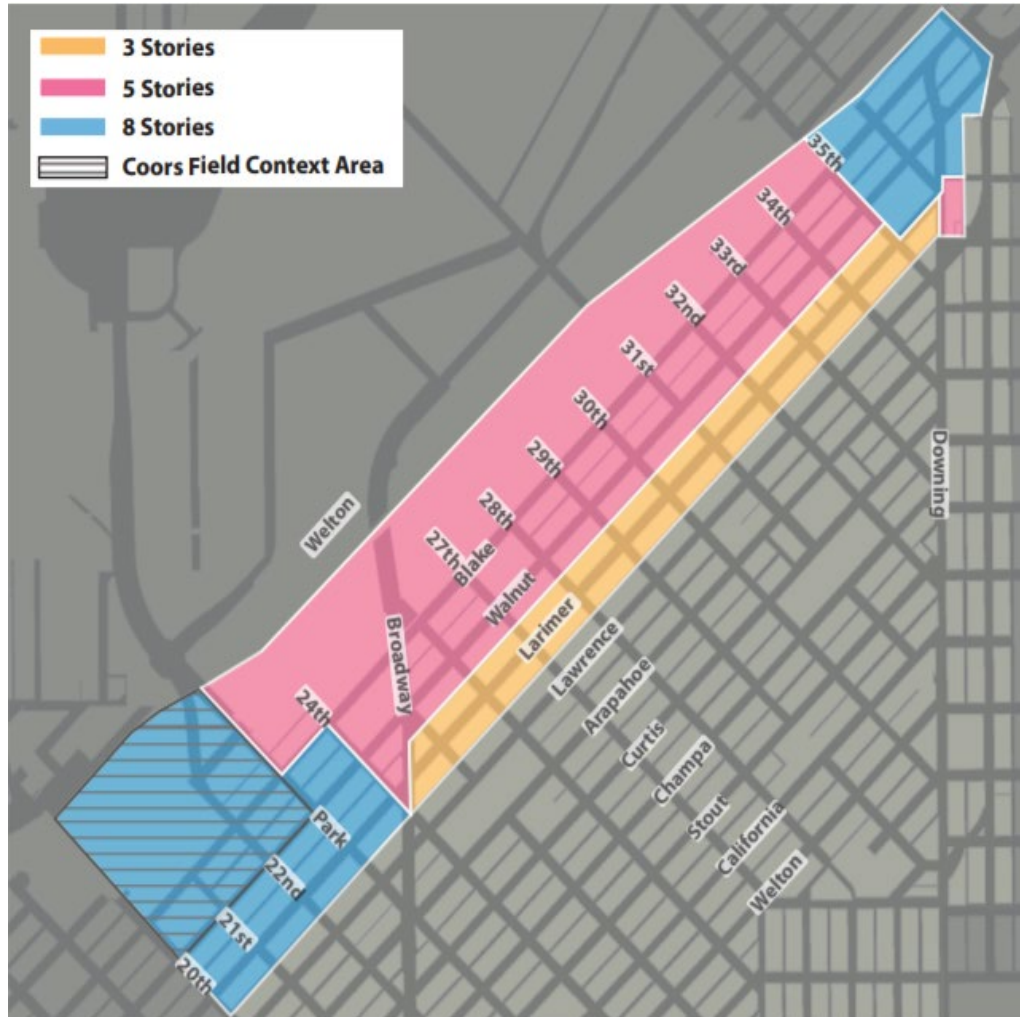 3 Stories
5 Stories
8 Stories
Coors Field Context Area
35th
34th
33rd
32nd
31st
30th
29th
28th
27th
Blake
Walnut
Welton
Broadway
Larimer
Lawrence
Arapahoe
Curtis
Champa
Stout
California
Welton
Downing
24th
Park
22nd
21st
20th